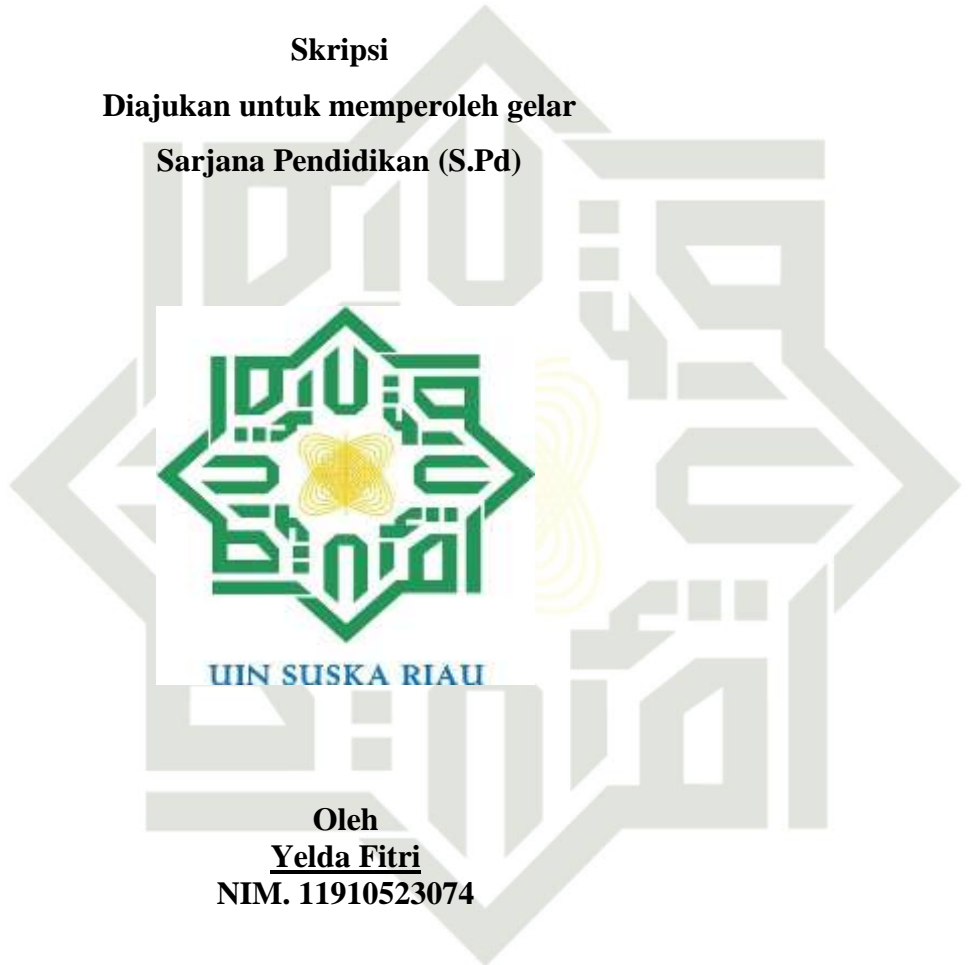 Skripsi
Diajukan untuk memperoleh gelar
Sarjana Pendidikan (S.Pd)
UIN SUSKA RIAU
Oleh
Yelda Fitri
NIM. 11910523074